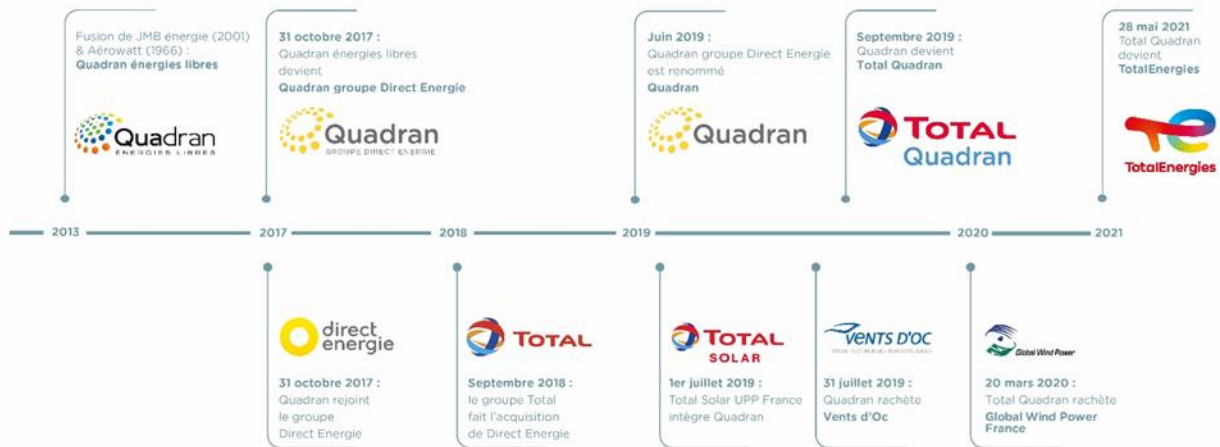 Fusion de JMB énergie (2001)
& Aérowatt (1966) :
Quadran énergies libres
Quadran
ÉNERGIES LIBRES
31 octobre 2017 :
Quadran énergies libres
devient
Quadran groupe Direct Energie
Quadran
GROUPE DIRECT ENERGIE
Juin 2019 :
Quadran groupe Direct Energie
est renommé
Quadran
Quadran
Septembre 2019 :
Quadran devient
Total Quadran
TOTAL
Quadran
28 mai 2021
Total Quadran
devient
TotalEnergies
TotalEnergies
2013
2017
2018
2019
2020
2021
direct
energie
31 octobre 2017 :
Quadran rejoint
le groupe
Direct Energie
TOTAL
Septembre 2018 :
le groupe Total
fait l'acquisition
de Direct Energie
TOTAL
SOLAR
1er juillet 2019 :
Total Solar UPP France
intègre Quadran
VENTS D'OC
31 juillet 2019 :
Quadran rachète
Vents d'Oc
Global Wind Power
20 mars 2020 :
Total Quadran rachète
Global Wind Power
France